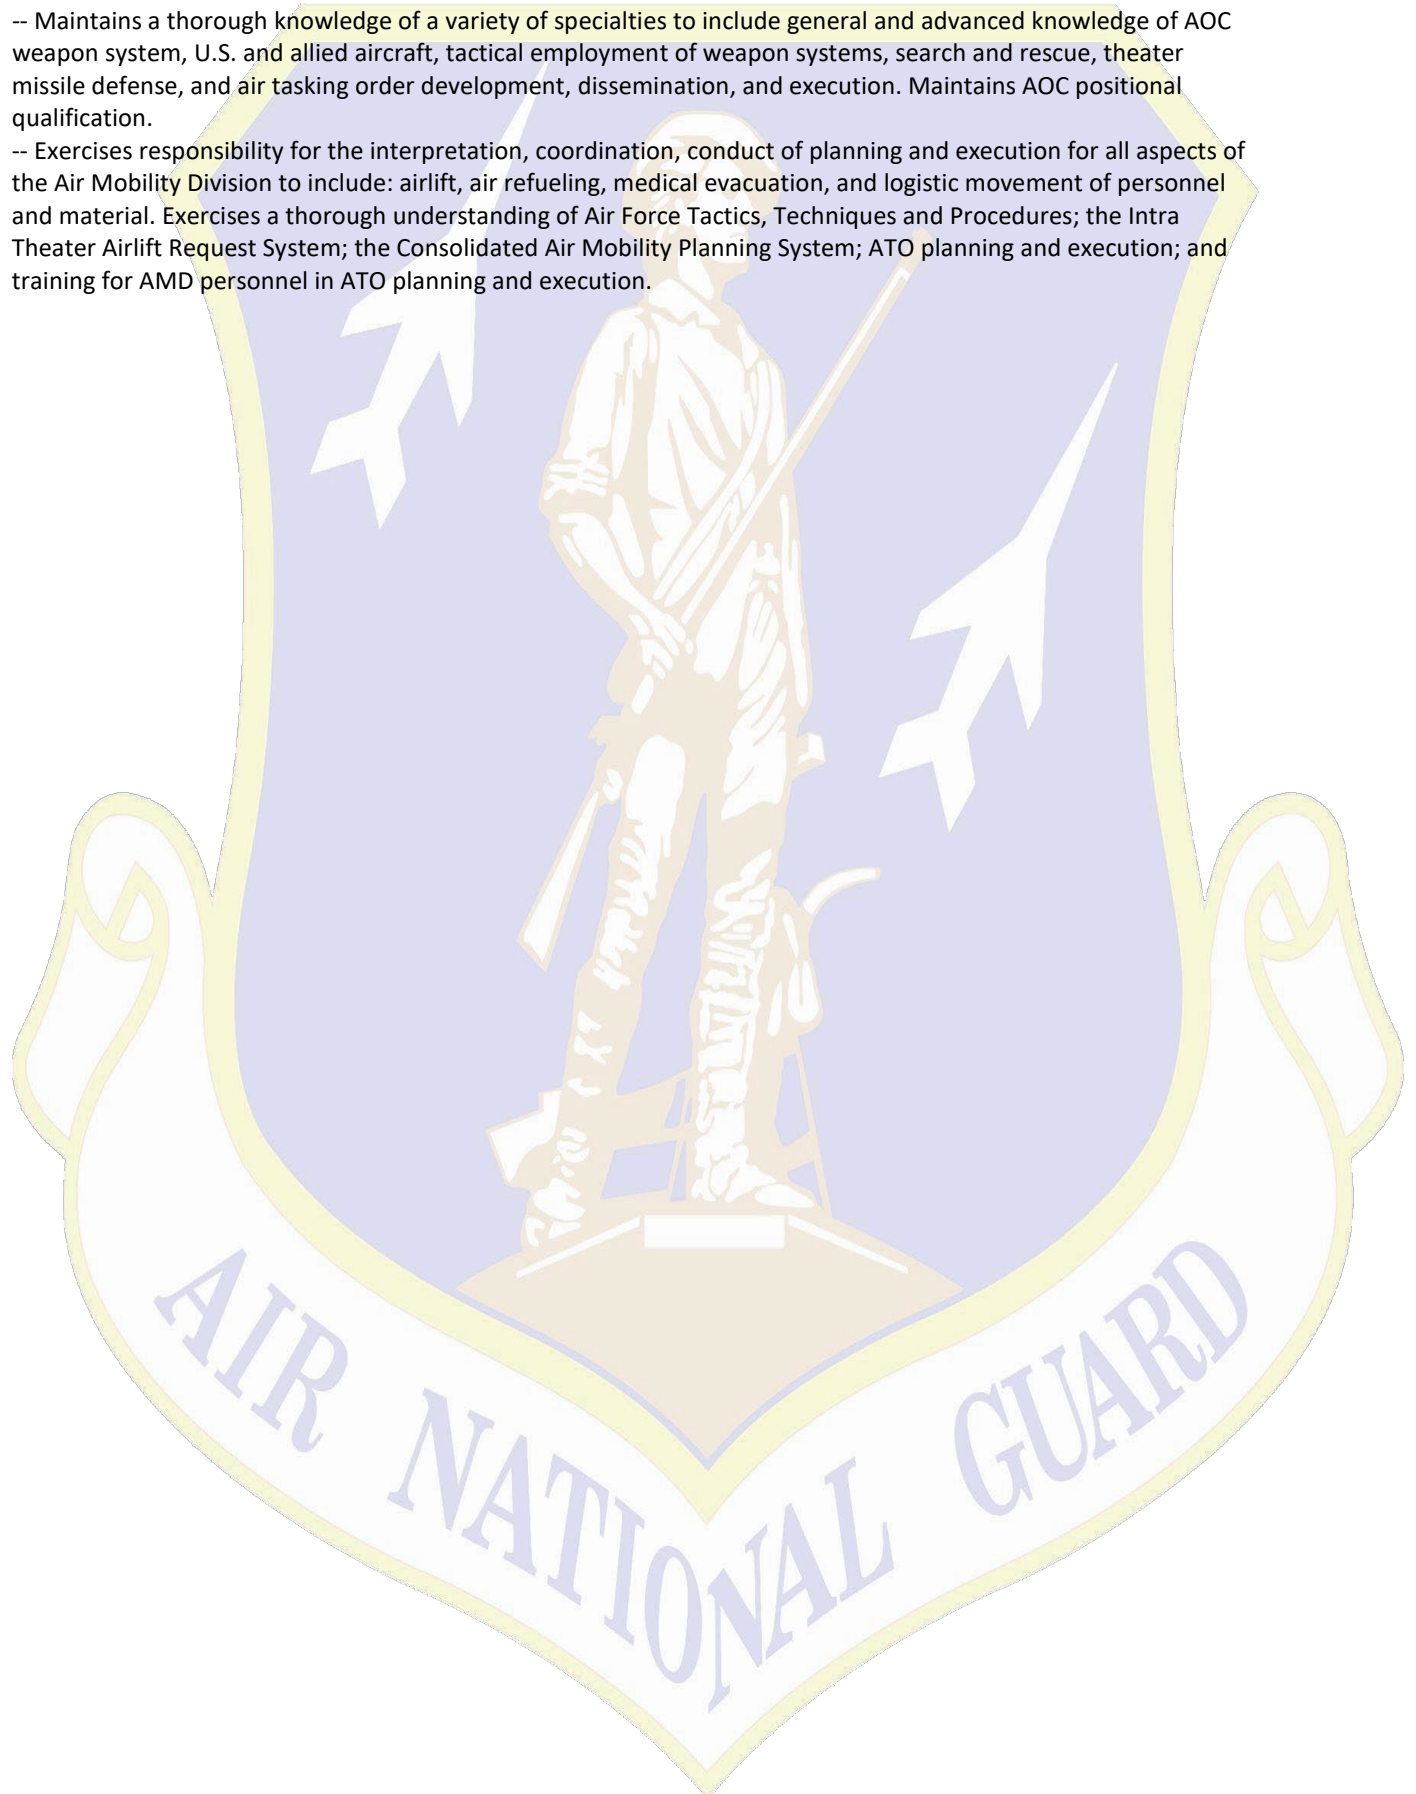 -- Maintains a thorough knowledge of a variety of specialties to include general and advanced knowledge of AOC
weapon system, U.S. and allied aircraft, tactical employment of weapon systems, search and rescue, theater
missile defense, and air tasking order development, dissemination, and execution. Maintains AOC positional
qualification.
-- Exercises responsibility for the interpretation, coordination, conduct of planning and execution for all aspects of
the Air Mobility Division to include: airlift, air refueling, medical evacuation, and logistic movement of personnel
and material. Exercises a thorough understanding of Air Force Tactics, Techniques and Procedures; the Intra
Theater Airlift Request System; the Consolidated Air Mobility Planning System; ATO planning and execution; and
training for AMD personnel in ATO planning and execution.
AIR NATIONAL GUARD